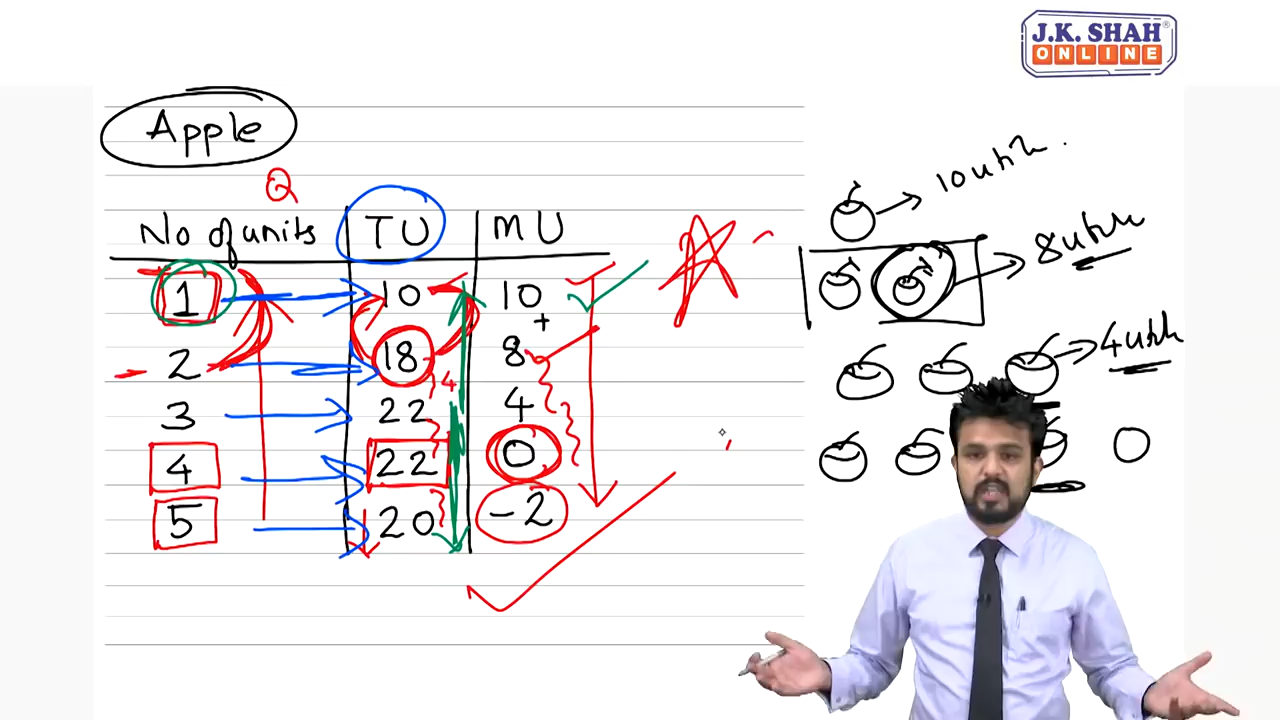 J.K. SHAH®
ONLINE
Apple
Q
No of units TU MU
1 10 10
+
2 18 8
4
3 22 4
4 22 0
5 20 -2
10 utils.
8 utils
4 utils